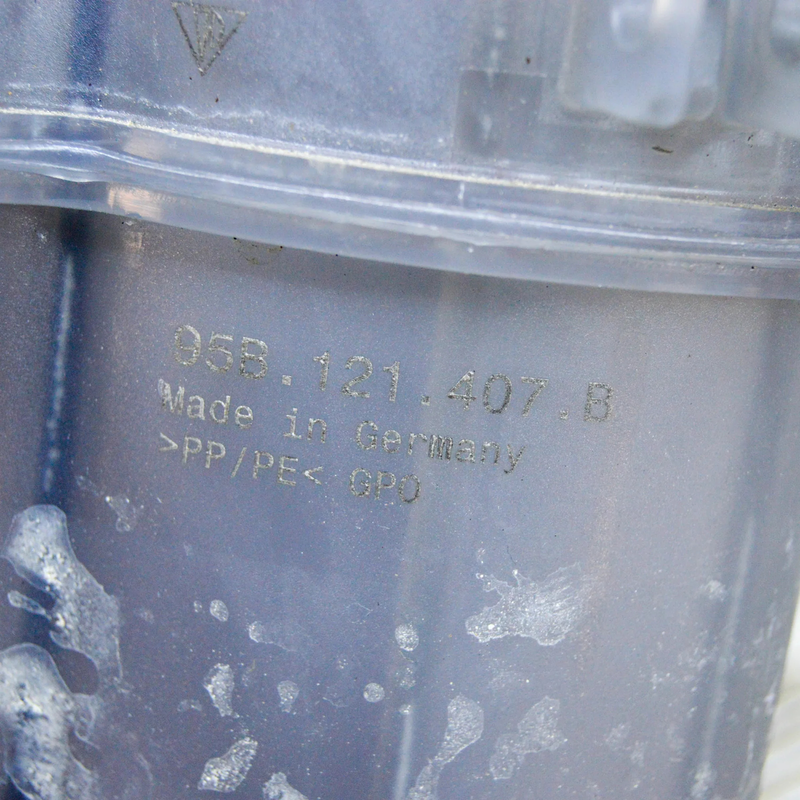 95B.121.407.B
Made in Germany
>PP/PE< GPO